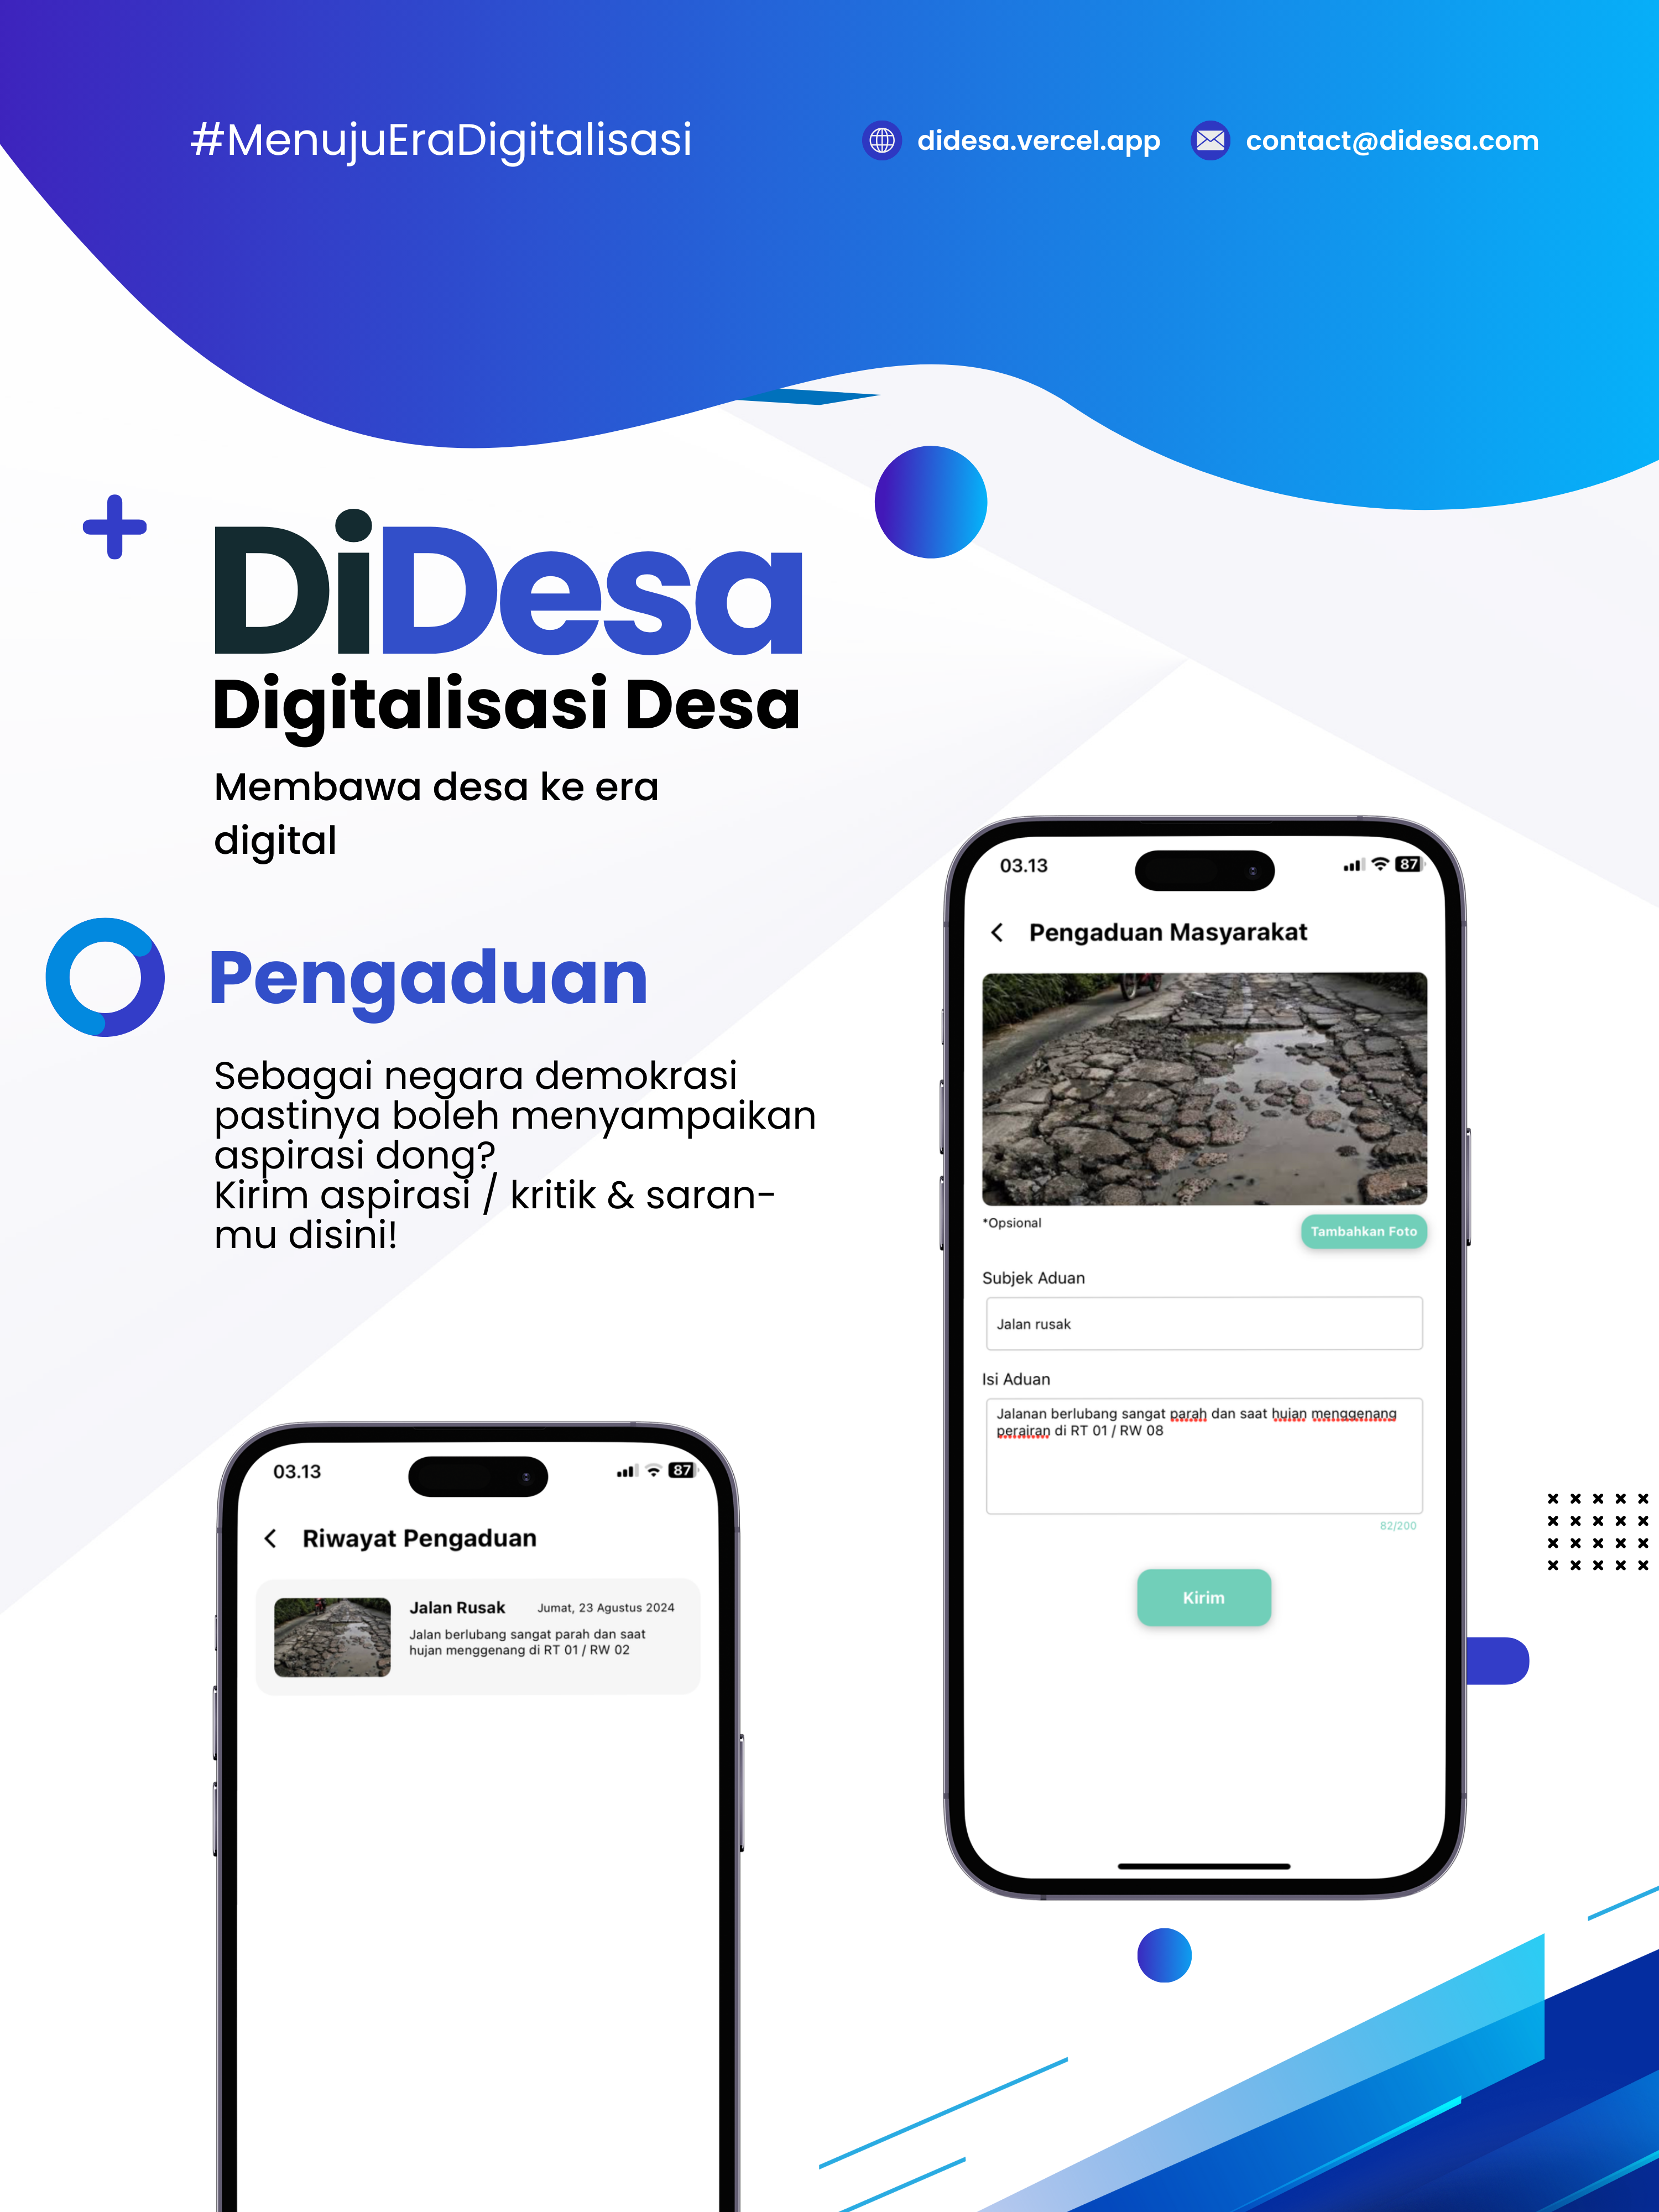 #MenujuEraDigitalisasi
didesa.vercel.app
contact@didesa.com
DiDesa
Digitalisasi Desa
Membawa desa ke era
digital
Pengaduan
Sebagai negara demokrasi
pastinya boleh menyampaikan
aspirasi dong?
Kirim aspirasi / kritik & saran-
mu disini!
03.13
87
Pengaduan Masyarakat
*Opsional
Tambahkan Foto
Subjek Aduan
Jalan rusak
Isi Aduan
Jalanan berlubang sangat parah dan saat hujan menggenang
perairan di RT 01 / RW 08
82/200
Kirim
03.13
87
Riwayat Pengaduan
Jalan Rusak
Jumat, 23 Agustus 2024
Jalan berlubang sangat parah dan saat
hujan menggenang di RT 01 / RW 02